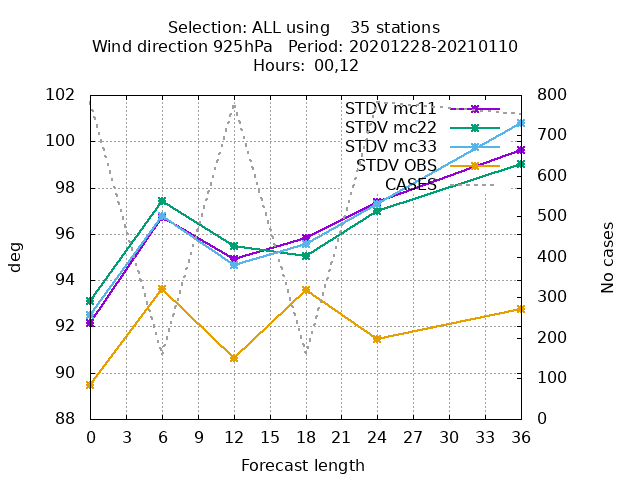 Selection: ALL using 35 stations
Wind direction 925hPa Period: 20201228-20210110
Hours: 00,12
102
100
98
96
94
92
90
88
800
700
600
500
400
300
200
100
0
STDV mc11
STDV mc22
STDV mc33
STDV OBS
CASES
deg
No cases
0 3 6 9 12 15 18 21 24 27 30 33 36
Forecast length